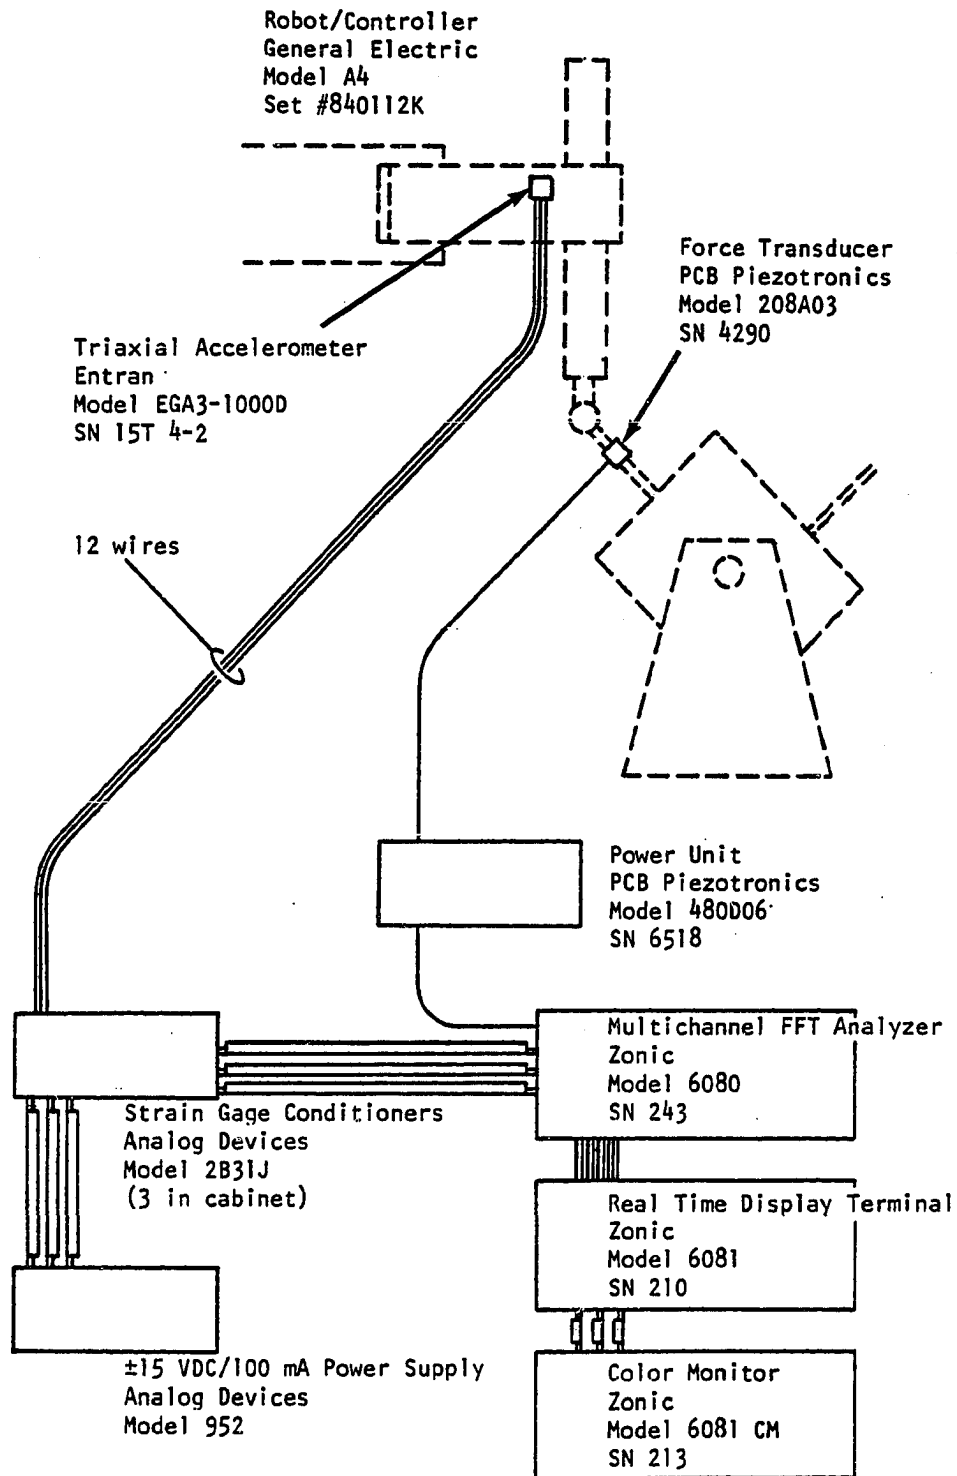 Robot/Controller
General Electric
Model A4
Set #840112K
Force Transducer
PCB Piezotronics
Model 208A03
SN 4290
Triaxial Accelerometer
Entran
Model EGA3-1000D
SN 15T 4-2
12 wires
Power Unit
PCB Piezotronics
Model 480D06
SN 6518
Multichannel FFT Analyzer
Zonic
Model 6080
SN 243
Strain Gage Conditioners
Analog Devices
Model 2B31J
(3 in cabinet)
Real Time Display Terminal
Zonic
Model 6081
SN 210
±15 VDC/100 mA Power Supply
Analog Devices
Model 952
Color Monitor
Zonic
Model 6081 CM
SN 213